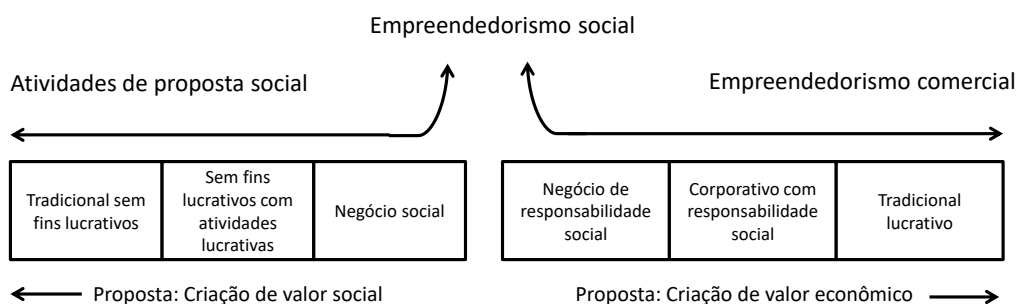 Empreendedorismo social
Atividades de proposta social
Empreendedorismo comercial
Tradicional sem
fins lucrativos
Sem fins
lucrativos com
atividades
lucrativas
Negócio social
Negócio de
responsabilidade
social
Corporativo com
responsabilidade
social
Tradicional
lucrativo
Proposta: Criação de valor social
Proposta: Criação de valor econômico